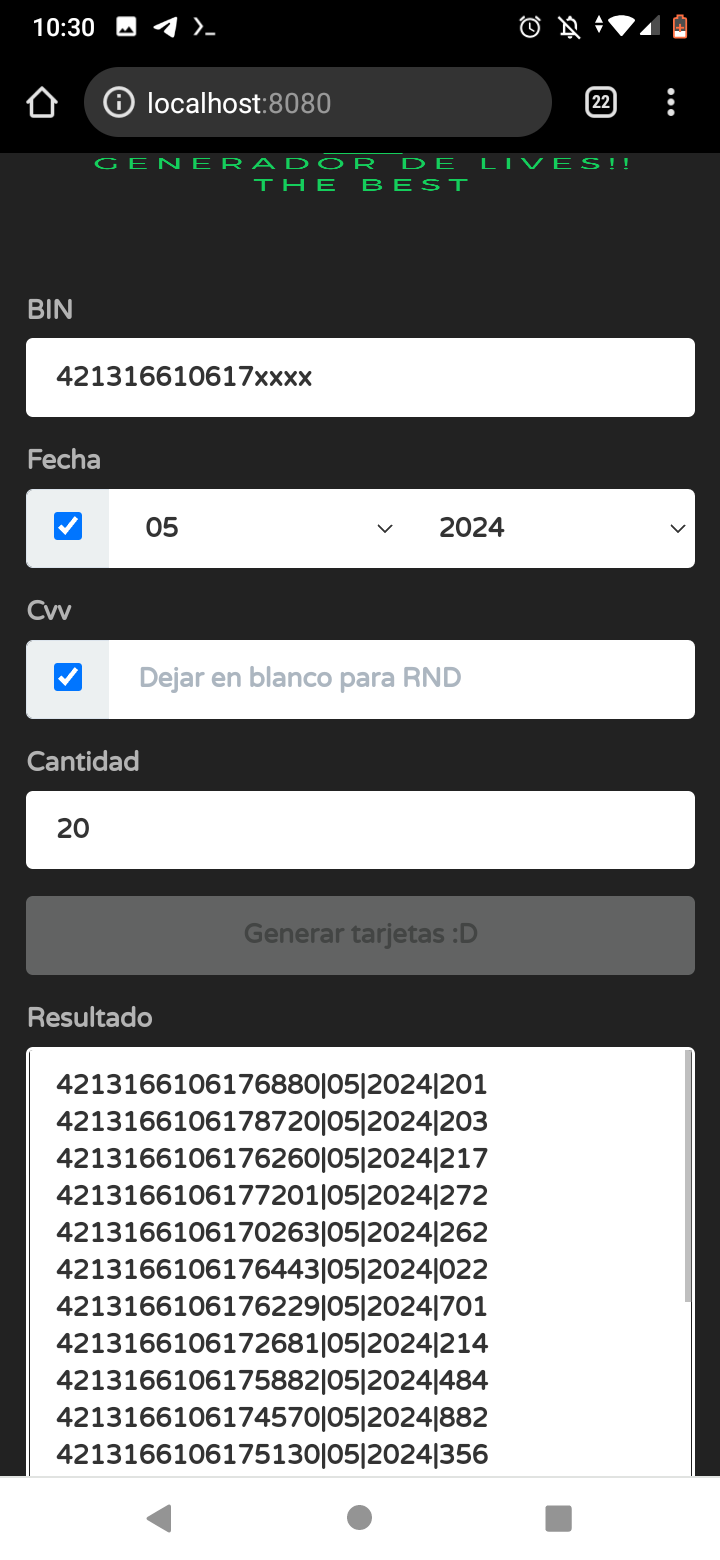 10:30
localhost:8080
22
GENERADOR DE LIVES!!
THE BEST
BIN
421316610617xxxx
Fecha
05 2024
Cvv
Dejar en blanco para RND
Cantidad
20
Generar tarjetas :D
Resultado
4213166106176880|05|2024|201
4213166106178720|05|2024|203
4213166106176260|05|2024|217
4213166106177201|05|2024|272
4213166106170263|05|2024|262
4213166106176443|05|2024|022
4213166106176229|05|2024|701
4213166106172681|05|2024|214
4213166106175882|05|2024|484
4213166106174570|05|2024|882
4213166106175130|05|2024|356